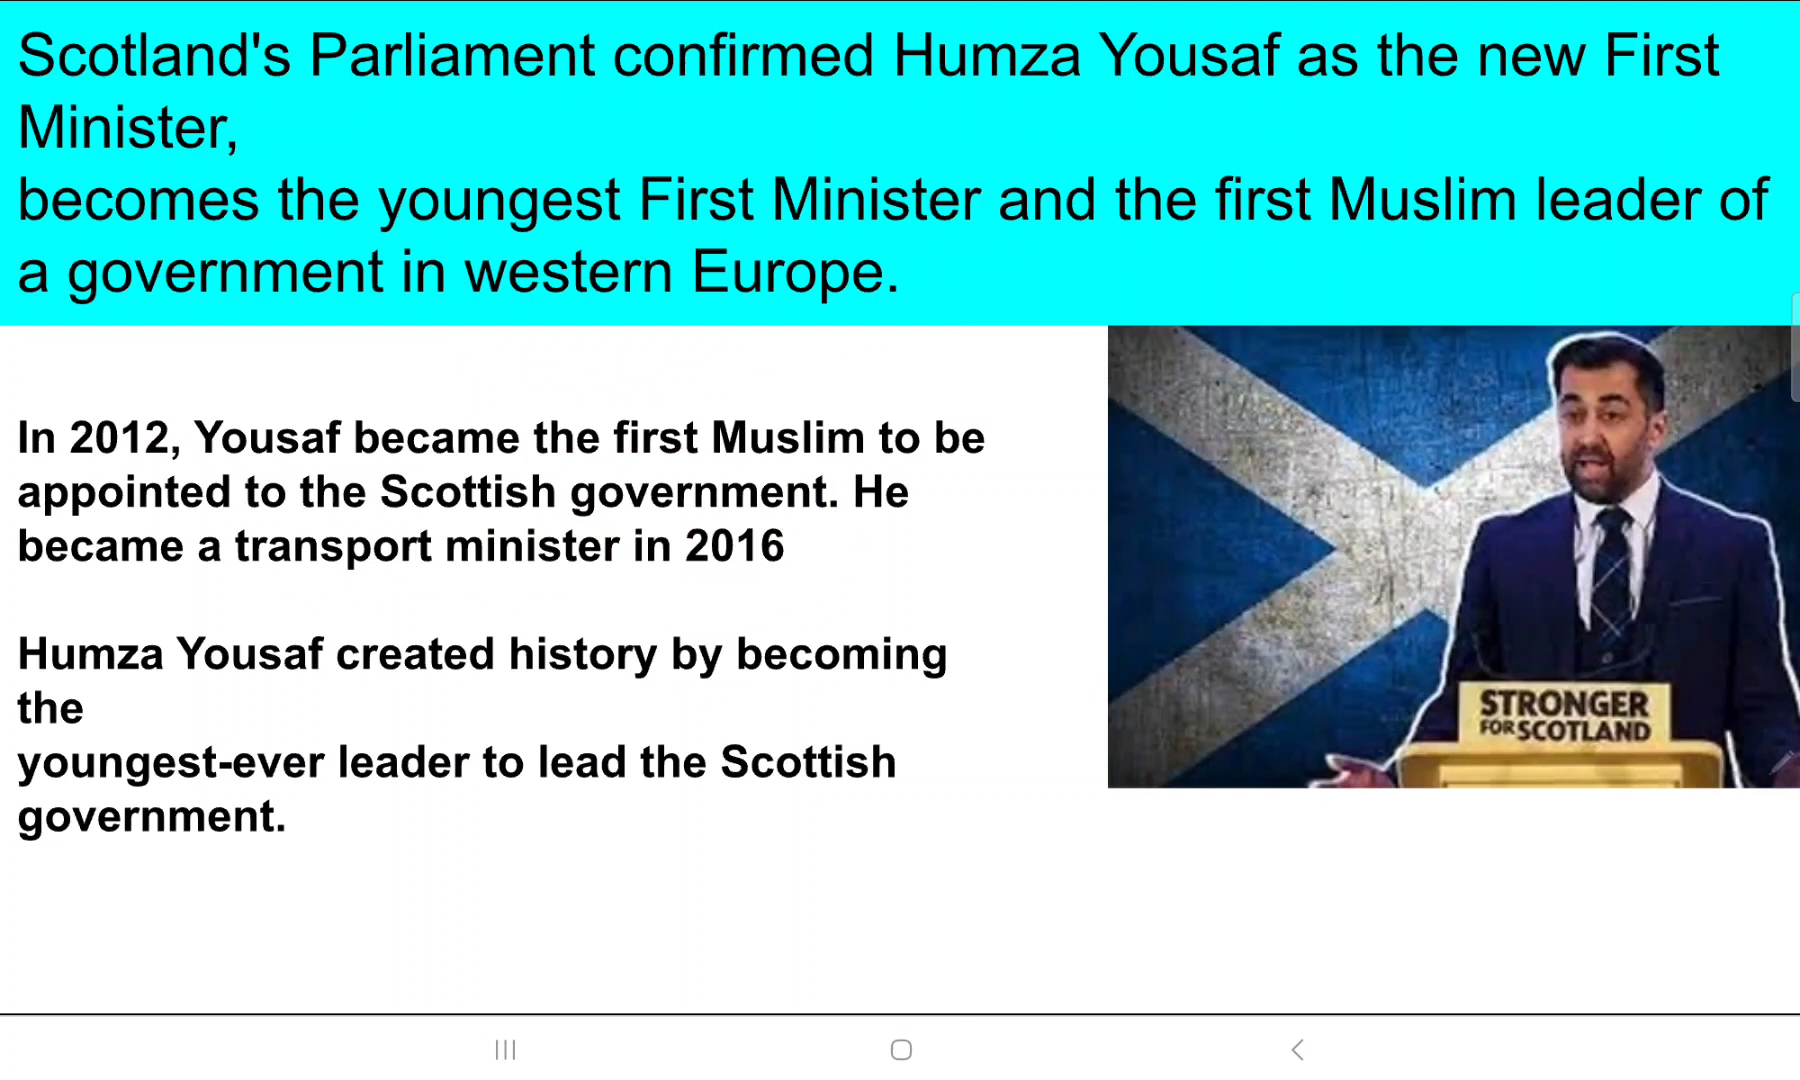 Scotland's Parliament confirmed Humza Yousaf as the new First
Minister,
becomes the youngest First Minister and the first Muslim leader of
a government in western Europe.
In 2012, Yousaf became the first Muslim to be
appointed to the Scottish government. He
became a transport minister in 2016
Humza Yousaf created history by becoming
the
youngest-ever leader to lead the Scottish
government.
STRONGER
FOR SCOTLAND